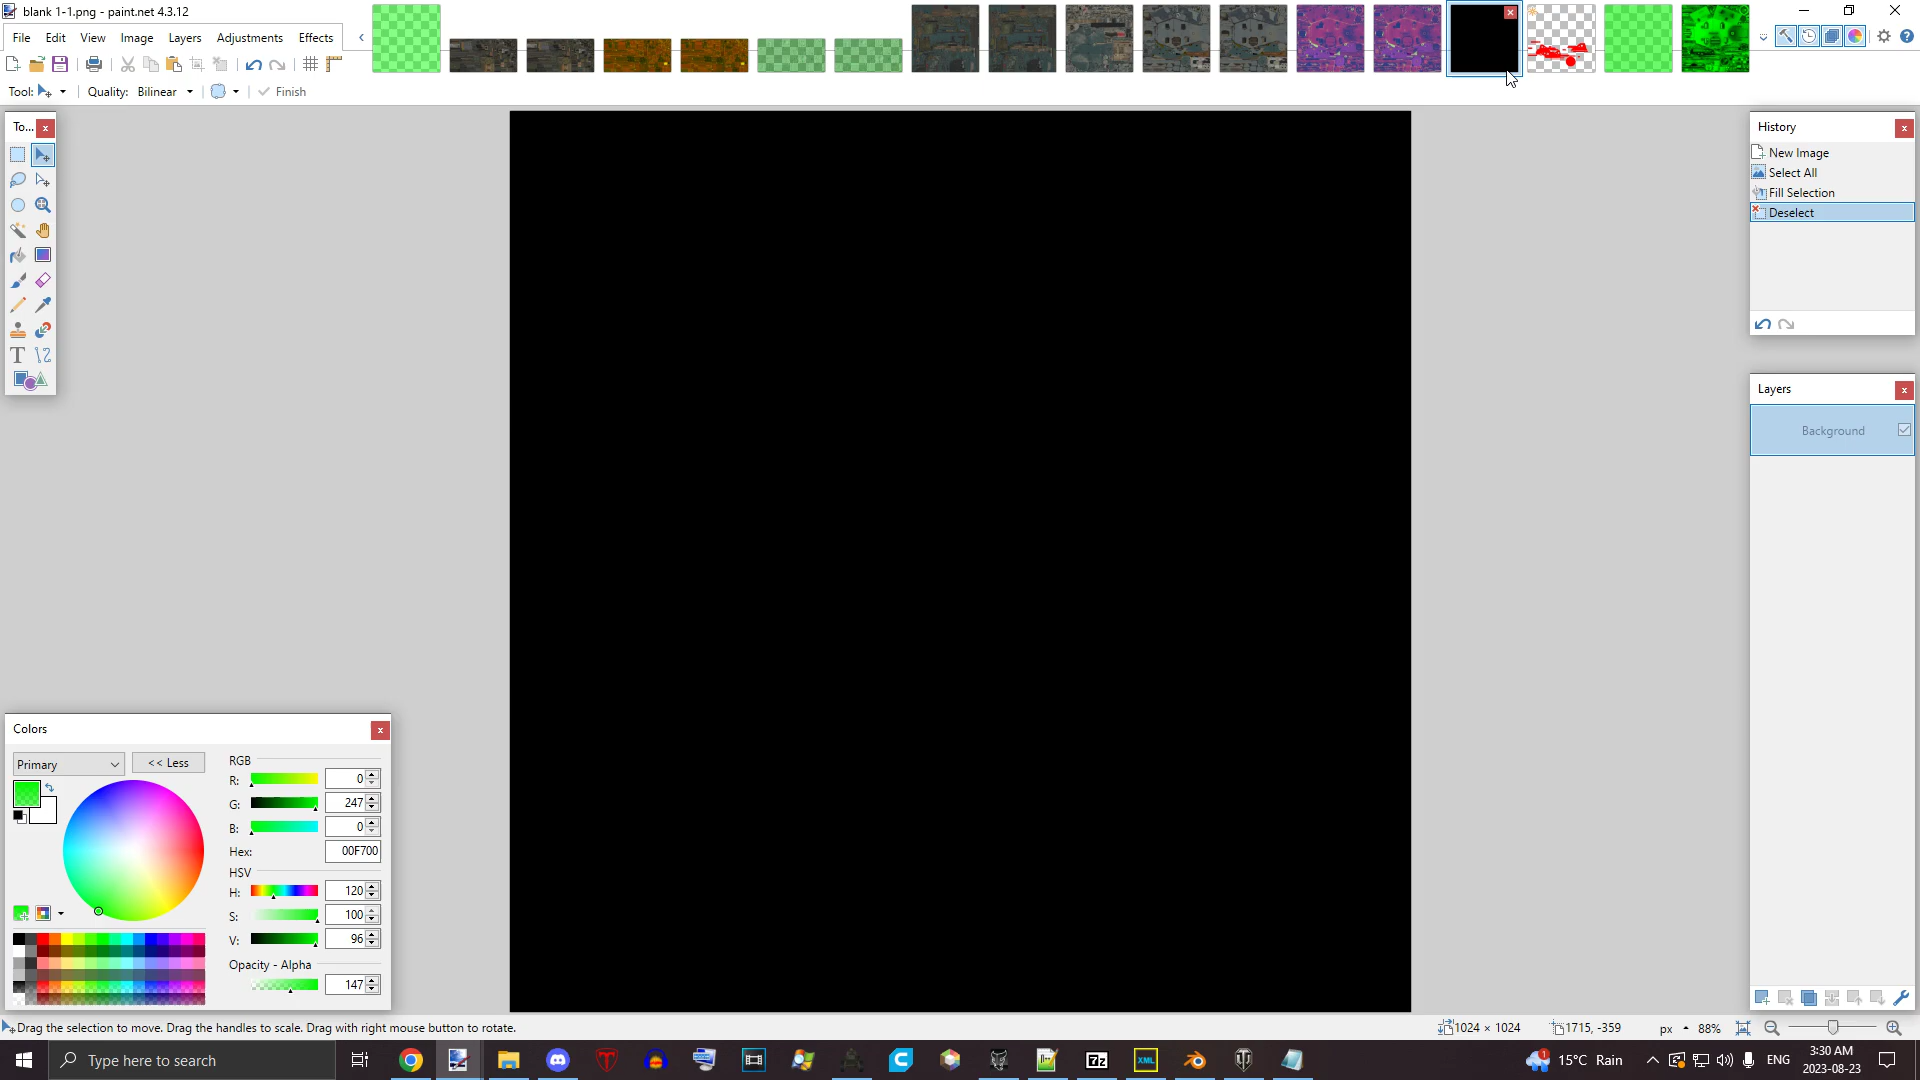 blank 1-1.png - paint.net 4.3.12
File Edit View Image Layers Adjustments Effects
Tool: Quality: Bilinear Finish
To...
History
New Image
Select All
Fill Selection
Deselect
Layers
Background
Colors
Primary
<< Less
RGB
R: 0
G: 247
B: 0
Hex: 00F700
HSV
H: 120
S: 100
V: 96
Opacity - Alpha
147
Drag the selection to move. Drag the handles to scale. Drag with right mouse button to rotate.
1024 × 1024
1715, -359
px
88%
Type here to search
7z
XML
1
15°C Rain
ENG
3:30 AM
2023-08-23